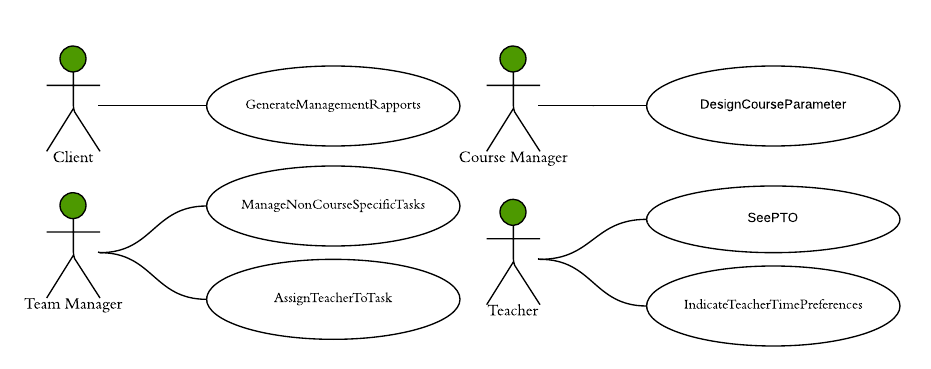 GenerateManagementRapports
Client
DesignCourseParameter
Course Manager
ManageNonCourseSpecificTasks
AssignTeacherToTask
Team Manager
SeePTO
IndicateTeacherTimePreferences
Teacher